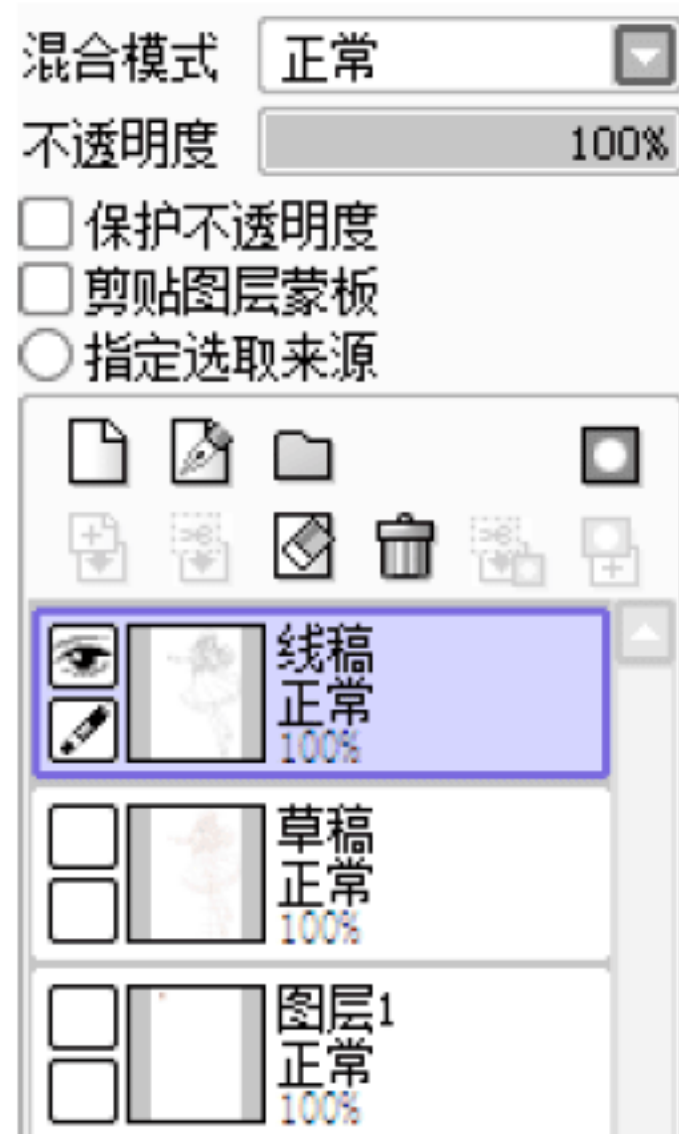 混合模式 正常
不透明度 100%
保护不透明度
剪贴图层蒙板
指定选取来源
线稿
正常
100%
草稿
正常
100%
图层1
正常
100%